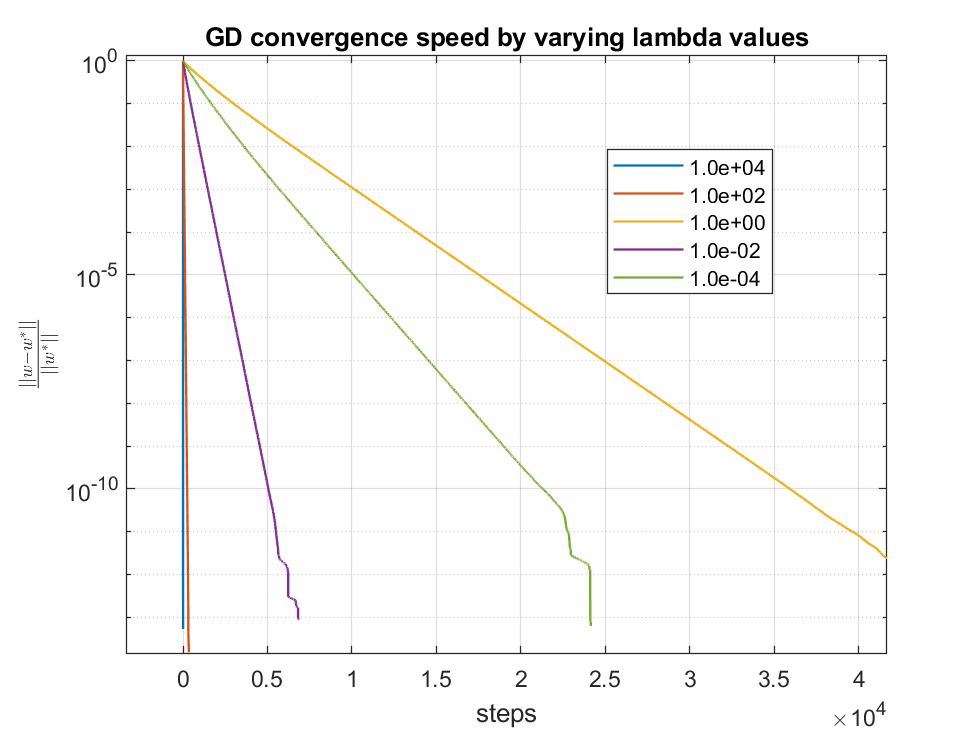 GD convergence speed by varying lambda values
10^0
10^-5
10^-10
||w−w*||
||w*||
1.0e+04
1.0e+02
1.0e+00
1.0e-02
1.0e-04
0 0.5 1 1.5 2 2.5 3 3.5 4
steps
×10^4